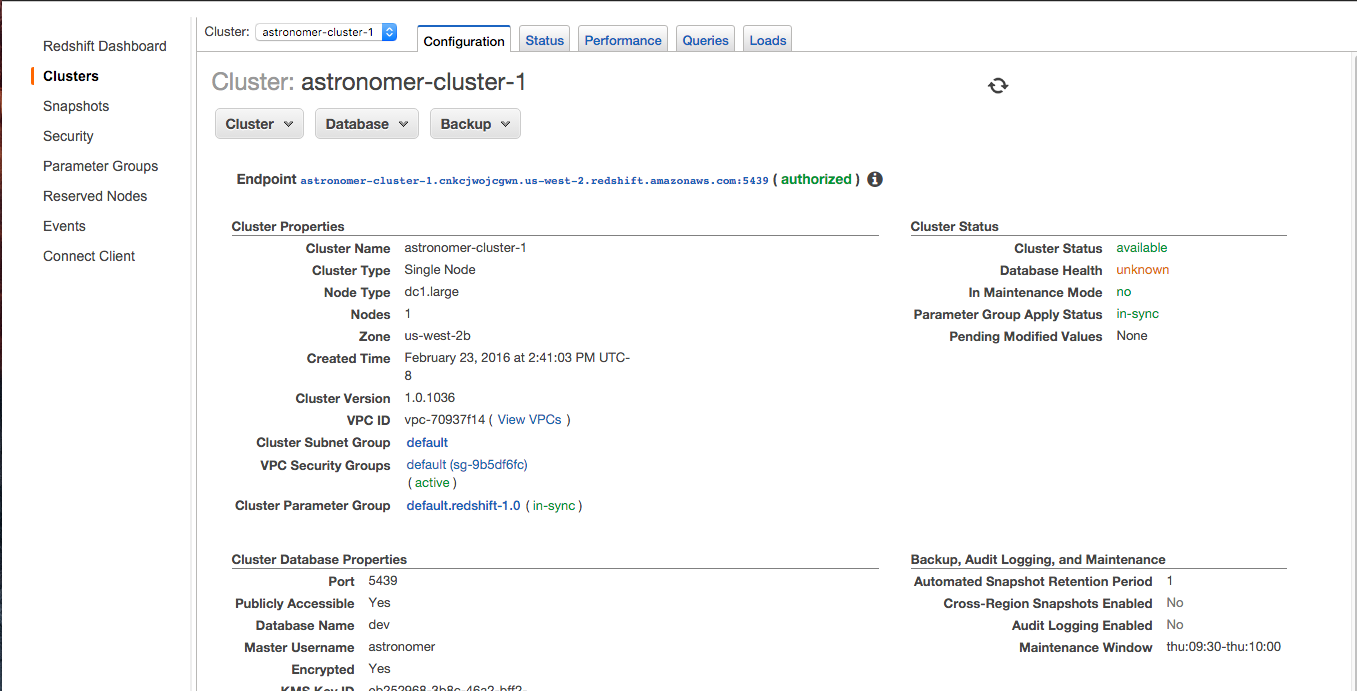 Cluster: astronomer-cluster-1
Configuration Status Performance Queries Loads
Redshift Dashboard
Clusters
Snapshots
Security
Parameter Groups
Reserved Nodes
Events
Connect Client
Cluster: astronomer-cluster-1
Cluster Database Backup
Endpoint astronomer-cluster-1.cnkcjwojcgwn.us-west-2.redshift.amazonaws.com:5439 ( authorized )
Cluster Properties
Cluster Name astronomer-cluster-1
Cluster Type Single Node
Node Type dc1.large
Nodes 1
Zone us-west-2b
Created Time February 23, 2016 at 2:41:03 PM UTC-
8
Cluster Version 1.0.1036
VPC ID vpc-70937f14 ( View VPCs )
Cluster Subnet Group default
VPC Security Groups default (sg-9b5df6fc)
( active )
Cluster Parameter Group default.redshift-1.0 ( in-sync )
Cluster Status
Cluster Status available
Database Health unknown
In Maintenance Mode no
Parameter Group Apply Status in-sync
Pending Modified Values None
Cluster Database Properties
Port 5439
Publicly Accessible Yes
Database Name dev
Master Username astronomer
Encrypted Yes
KMS Key ID eb252968-3b8c-46a2-bff2-
Backup, Audit Logging, and Maintenance
Automated Snapshot Retention Period 1
Cross-Region Snapshots Enabled No
Audit Logging Enabled No
Maintenance Window thu:09:30-thu:10:00